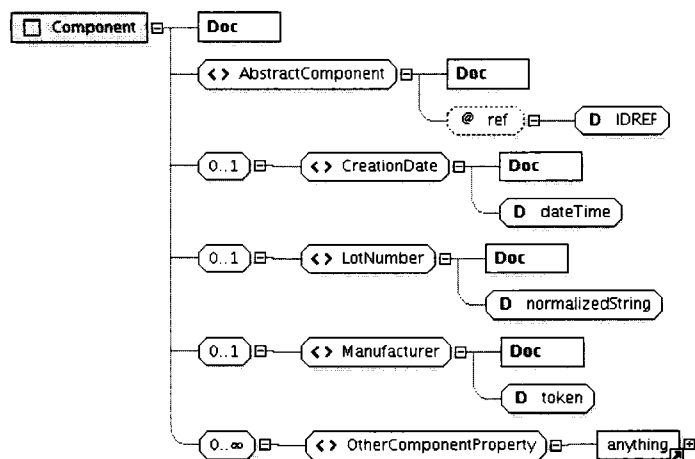 Component Doc
<> AbstractComponent Doc
@ ref D IDREF
0..1 <> CreationDate Doc
D dateTime
0..1 <> LotNumber Doc
D normalizedString
0..1 <> Manufacturer Doc
D token
0..∞ <> OtherComponentProperty anything